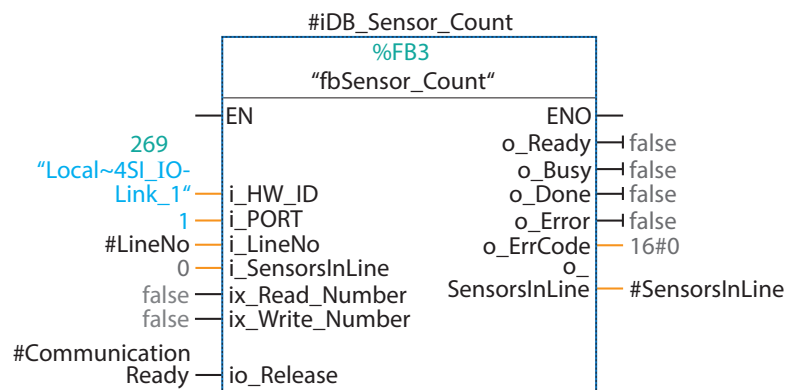 #iDB_Sensor_Count
%FB3
“fbSensor_Count“
EN ENO
269
“Local~4SI_IO-
Link_1“ i_HW_ID
1 i_PORT
#LineNo i_LineNo
0 i_SensorsInLine
false ix_Read_Number
false ix_Write_Number
#Communication
Ready io_Release
o_Ready false
o_Busy false
o_Done false
o_Error false
o_ErrCode 16#0
o_
SensorsInLine #SensorsInLine